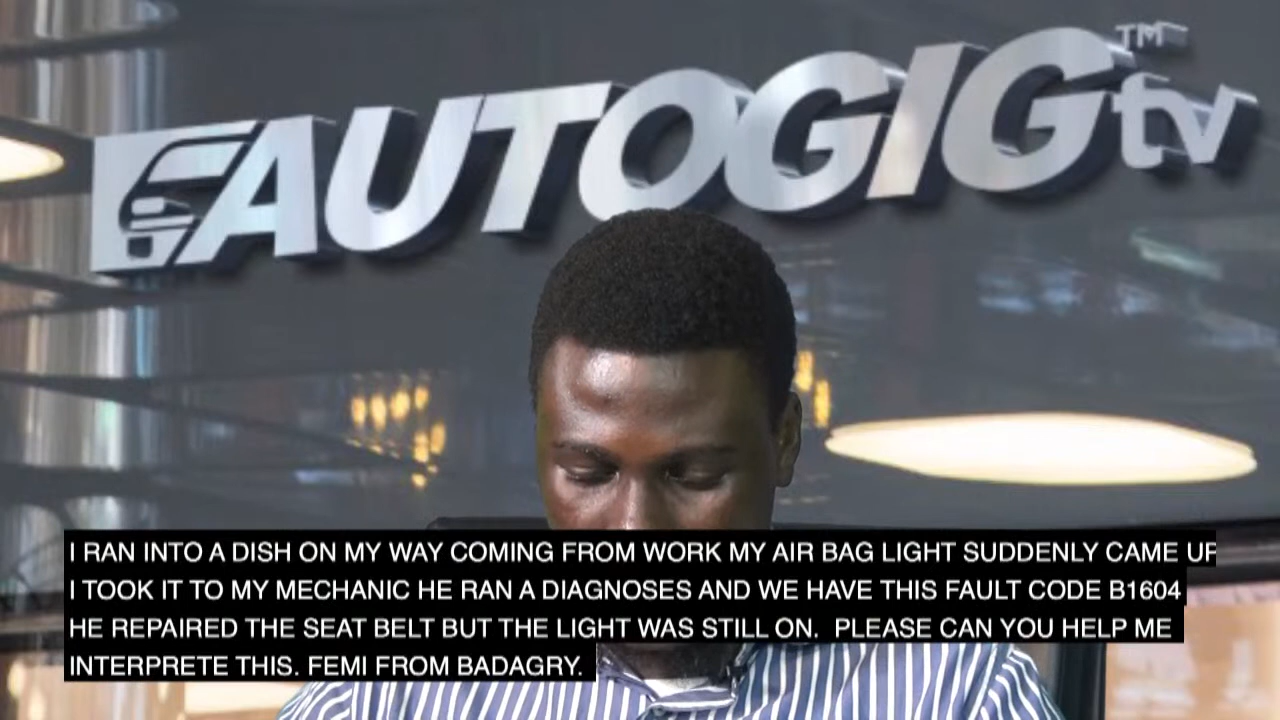 AUTOGIG tv TM
I RAN INTO A DISH ON MY WAY COMING FROM WORK MY AIR BAG LIGHT SUDDENLY CAME UP
I TOOK IT TO MY MECHANIC HE RAN A DIAGNOSES AND WE HAVE THIS FAULT CODE B1604
HE REPAIRED THE SEAT BELT BUT THE LIGHT WAS STILL ON. PLEASE CAN YOU HELP ME
INTERPRETE THIS. FEMI FROM BADAGRY.